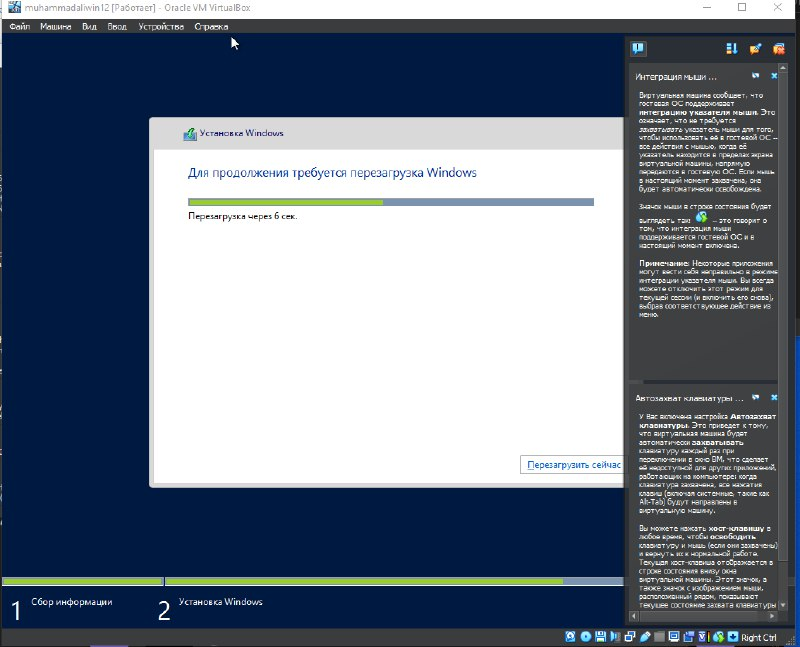 muhammadaliwin12 [Работает] - Oracle VM VirtualBox
Файл Машина Вид Ввод Устройства Справка
Установка Windows
Для продолжения требуется перезагрузка Windows
Перезагрузка через 6 сек.
Перезагрузить сейчас
Интеграция мыши ...
Виртуальная машина сообщает, что
гостевая ОС поддерживает
интеграцию указателя мыши. Это
означает, что не требуется
захватывать указатель мыши для того,
чтобы использовать её в гостевой ОС --
все действия с мышью, когда её
указатель находится в пределах экрана
виртуальной машины, напрямую
передаются в гостевую ОС. Если мышь
в настоящий момент захвачена, она
будет автоматически освобождена.
Значок мыши в строке состояния будет
выглядеть так: -- это говорит о
том, что интеграция мыши
поддерживается гостевой ОС и в
настоящий момент включена.
Примечание: Некоторые приложения
могут вести себя неправильно в режиме
интеграции указателя мыши. Вы всегда
можете отключить этот режим для
текущей сессии (и включить его снова),
выбрав соответствующее действие из
меню.
Автозахват клавиатуры ...
У Вас включена настройка Автозахват
клавиатуры. Это приведет к тому,
что виртуальная машина будет
автоматически захватывать
клавиатуру каждый раз при
переключении в окно ВМ, что сделает
её недоступной для других приложений,
работающих на компьютере: когда
клавиатура захвачена, все нажатия
клавиш (включая системные, такие как
Alt-Tab) будут направлены в
виртуальную машину.
Вы можете нажать хост-клавишу в
любое время, чтобы освободить
клавиатуру и мышь (если они захвачены)
и вернуть их к нормальной работе.
Текущая хост-клавиша отображается в
строке состояния внизу окна
виртуальной машины. Этот значок, а
также значок с изображением мыши,
расположенный рядом, показывают
текущее состояние захвата клавиатуры
1 Сбор информации
2 Установка Windows
Right Ctrl